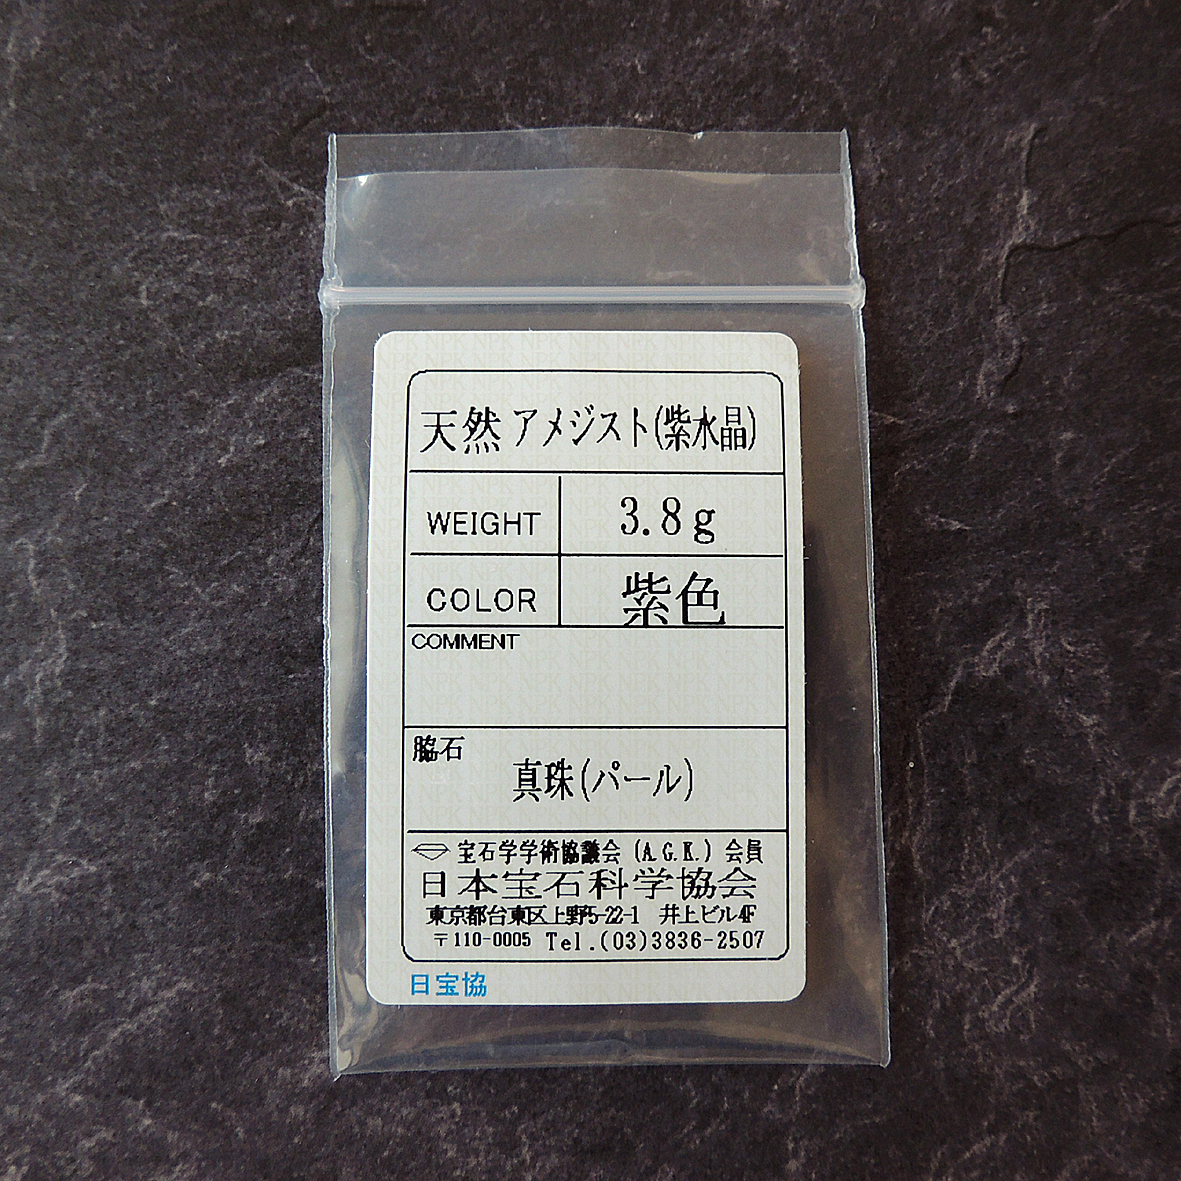 天然 アメジスト(紫水晶)
WEIGHT 3.8g
COLOR 紫色
COMMENT
脇石
真珠(パール)
宝石学学術協議会 (A.G.K.) 会員
日本宝石科学協会
東京都台東区上野5-22-1 井上ビル4F
〒110-0005 Tel.(03)3836-2507
日宝協